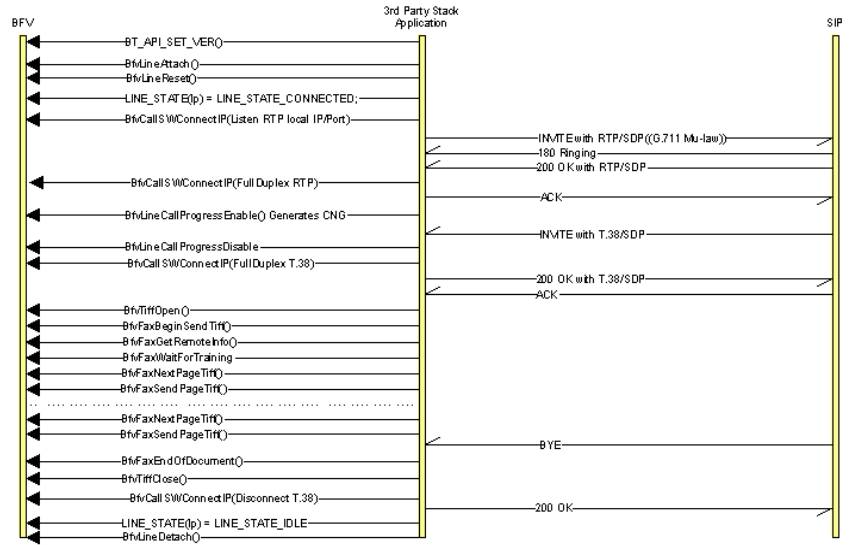 BFV
3rd Party Stack
Application
SIP
BT_API_SET_VER()
BfvLineAttach()
BfvLineReset()
LINE_STATE(lp) = LINE_STATE_CONNECTED;
BfvCallSWConnectIP(Listen RTP local IP/Port)
INVITE with RTP/SDP((G.711 Mu-law))
180 Ringing
200 OK with RTP/SDP
BfvCallSWConnectIP(Full Duplex RTP)
ACK
BfvLineCallProgressEnable() Generates CNG
INVITE with T.38/SDP
BfvLineCallProgressDisable
BfvCallSWConnectIP(Full Duplex T.38)
200 OK with T.38/SDP
ACK
BfvTiffOpen()
BfvFaxBeginSendTiff()
BfvFaxGetRemoteInfo()
BfvFaxWaitForTraining
BfvFaxNextPageTiff()
BfvFaxSendPageTiff()
BfvFaxNextPageTiff()
BfvFaxSendPageTiff()
BYE
BfvFaxEndOfDocument()
BfvTiffClose()
BfvCallSWConnectIP(Disconnect T.38)
200 OK
LINE_STATE(lp) = LINE_STATE_IDLE
BfvLineDetach()